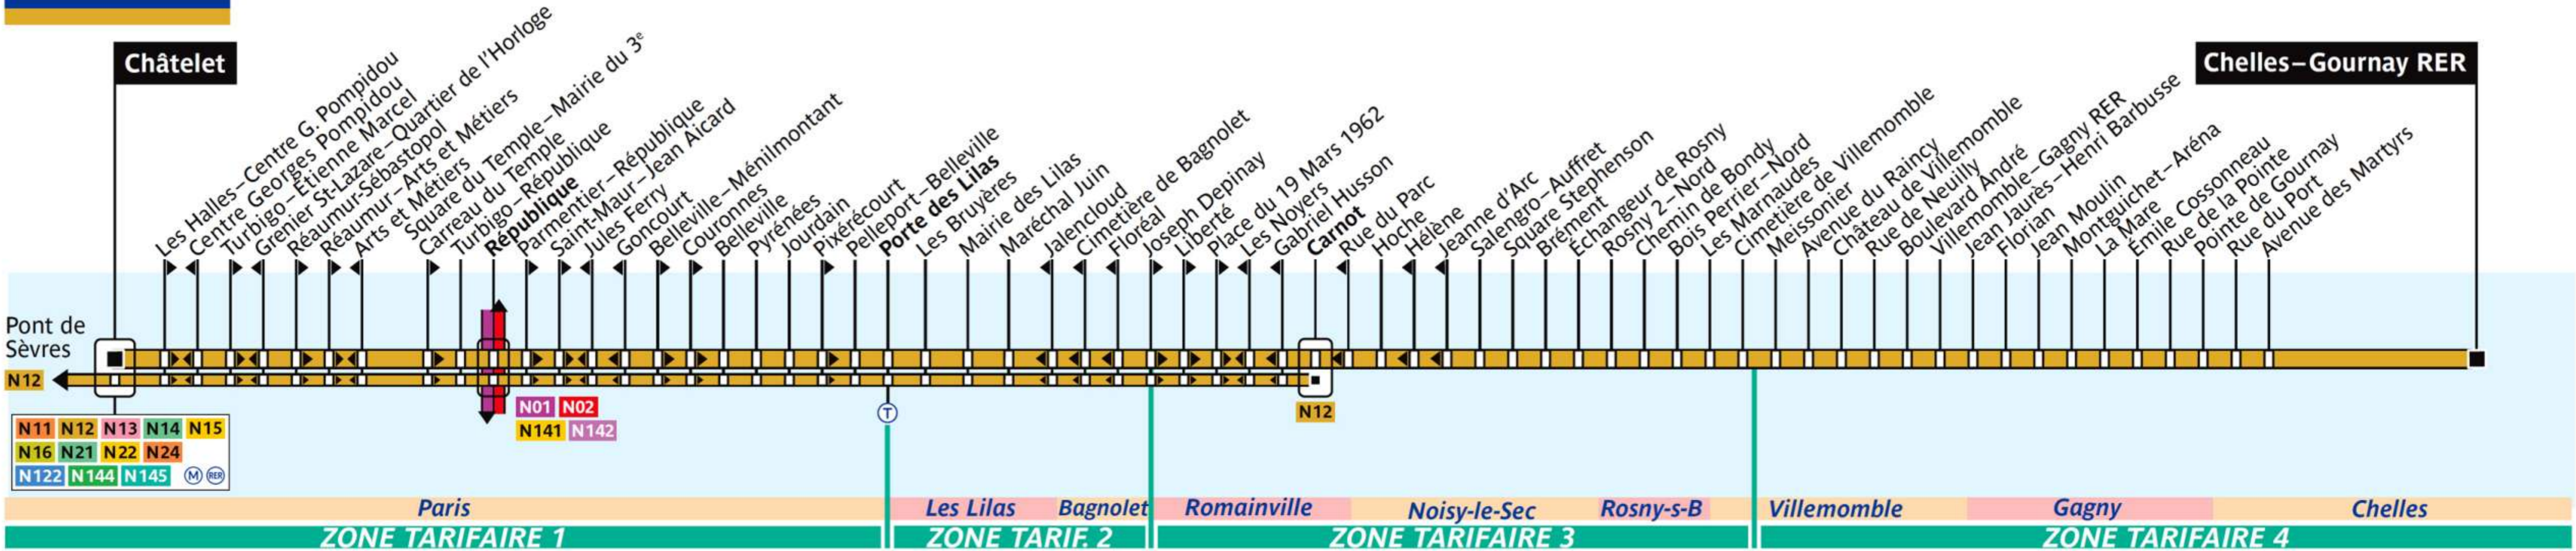 Châtelet
Chelles–Gournay RER
Les Halles–Centre G. Pompidou
Centre Georges Pompidou
Turbigo–Étienne Marcel
Grenier St-Lazare–Quartier de l'Horloge
Réaumur-Sébastopol
Réaumur–Arts et Métiers
Arts et Métiers
Square du Temple–Mairie du 3e
Carreau du Temple
Turbigo–République
République
Parmentier–République
Saint-Maur–Jean Aicard
Jules Ferry
Goncourt
Belleville–Ménilmontant
Couronnes
Belleville
Pyrénées
Jourdain
Pixérécourt
Pelleport–Belleville
Porte des Lilas
Les Bruyères
Mairie des Lilas
Maréchal Juin
Jalencloud
Cimetière de Bagnolet
Floréal
Joseph Depinay
Liberté
Place du 19 Mars 1962
Les Noyers
Gabriel Husson
Carnot
Rue du Parc
Hoche
Hélène
Jeanne d'Arc
Salengro–Auffret
Square Stephenson
Brément
Échangeur de Rosny
Rosny 2–Nord
Chemin de Bondy
Bois Perrier–Nord
Les Marnaudes
Cimetière de Villemomble
Meissonier
Avenue du Raincy
Château de Villemomble
Rue de Neuilly
Boulevard André
Villemomble–Gagny RER
Jean Jaurès–Henri Barbusse
Florian
Jean Moulin
Montguichet–Aréna
La Mare
Émile Cossonneau
Rue de la Pointe
Pointe de Gournay
Rue du Port
Avenue des Martyrs
Pont de
Sèvres
N12
N01 N02
N141 N142
T
N12
N11 N12 N13 N14 N15
N16 N21 N22 N24
N122 N144 N145 M RER
Paris Les Lilas Bagnolet Romainville Noisy-le-Sec Rosny-s-B Villemomble Gagny Chelles
ZONE TARIFAIRE 1 ZONE TARIF. 2 ZONE TARIFAIRE 3 ZONE TARIFAIRE 4